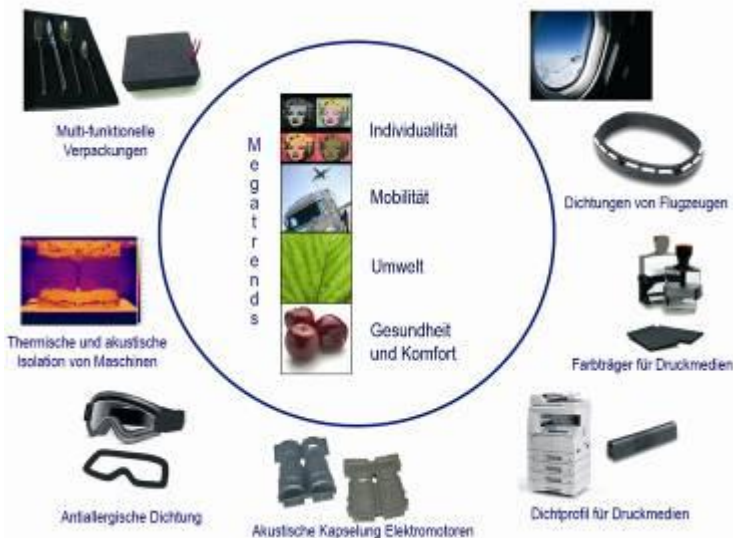 Multi-funktionelle
Verpackungen
Megatrends
Individualität
Mobilität
Umwelt
Gesundheit
und Komfort
Dichtungen von Flugzeugen
Thermische und akustische
Isolation von Maschinen
Farbträger für Druckmedien
Antiallergische Dichtung
Akustische Kapselung Elektromotoren
Dichtprofil für Druckmedien